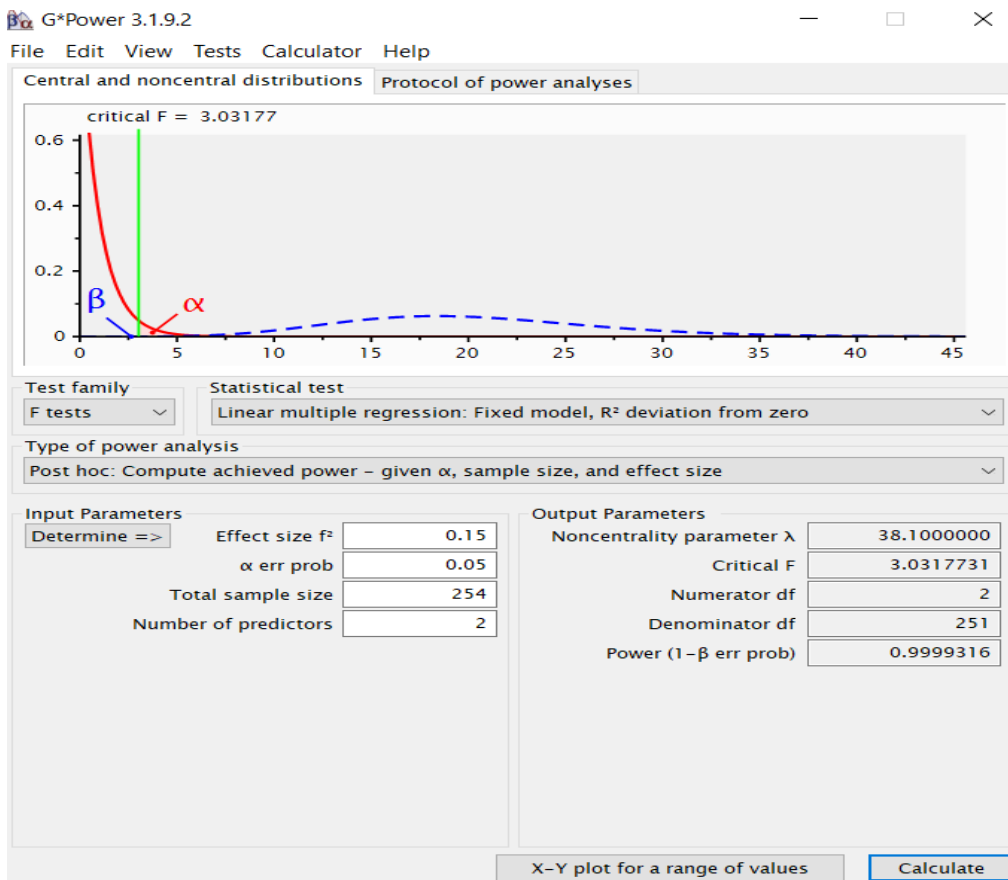 G*Power 3.1.9.2
File Edit View Tests Calculator Help
Central and noncentral distributions Protocol of power analyses
critical F = 3.03177
0.6
0.4
0.2
β α
0
0 5 10 15 20 25 30 35 40 45
Test family Statistical test
F tests Linear multiple regression: Fixed model, R² deviation from zero
Type of power analysis
Post hoc: Compute achieved power – given α, sample size, and effect size
Input Parameters Output Parameters
Determine => Effect size f² 0.15 Noncentrality parameter λ 38.1000000
α err prob 0.05 Critical F 3.0317731
Total sample size 254 Numerator df 2
Number of predictors 2 Denominator df 251
Power (1–β err prob) 0.9999316
X–Y plot for a range of values Calculate